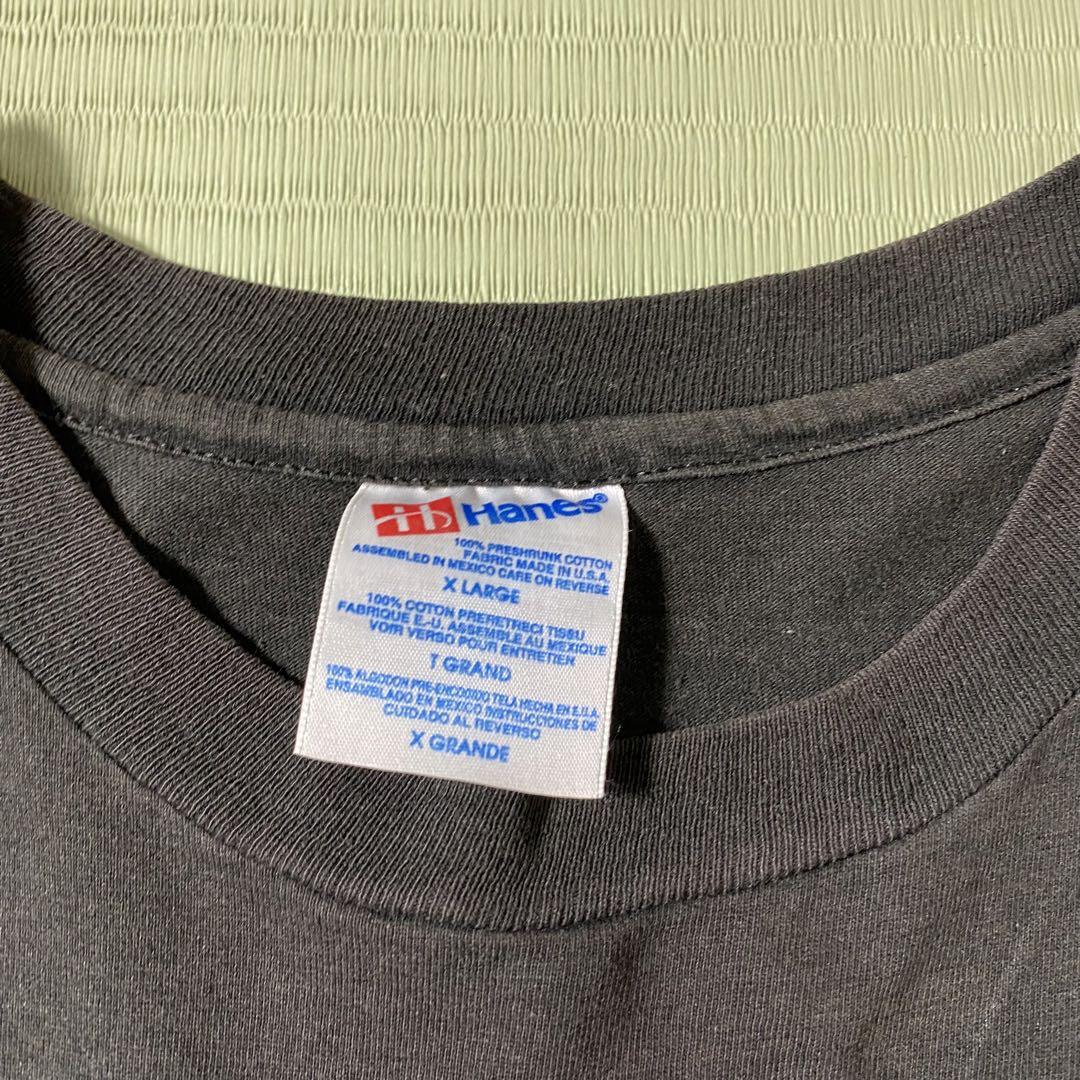 Hanes®
100% PRESHRUNK COTTON
FABRIC MADE IN U.S.A.
ASSEMBLED IN MEXICO CARE ON REVERSE
X LARGE
100% COTON PRERETRECI TISSU
FABRIQUE E.-U. ASSEMBLE AU MEXIQUE
VOIR VERSO POUR ENTRETIEN
T GRAND
100% ALGODON PRE-ENCOGIDO TELA HECHA EN E.U.A.
ENSAMBLADO EN MEXICO INSTRUCCIONES DE
CUIDADO AL REVERSO
X GRANDE